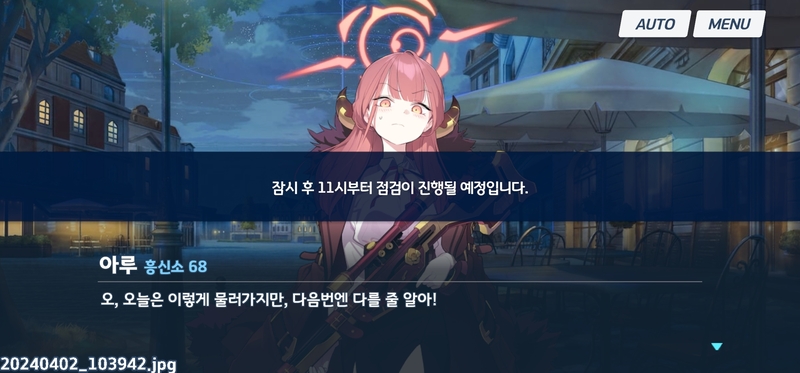 AUTO
MENU
잠시 후 11시부터 점검이 진행될 예정입니다.
아루 흥신소 68
오, 오늘은 이렇게 물러가지만, 다음번엔 다를 줄 알아!
20240402_103942.jpg